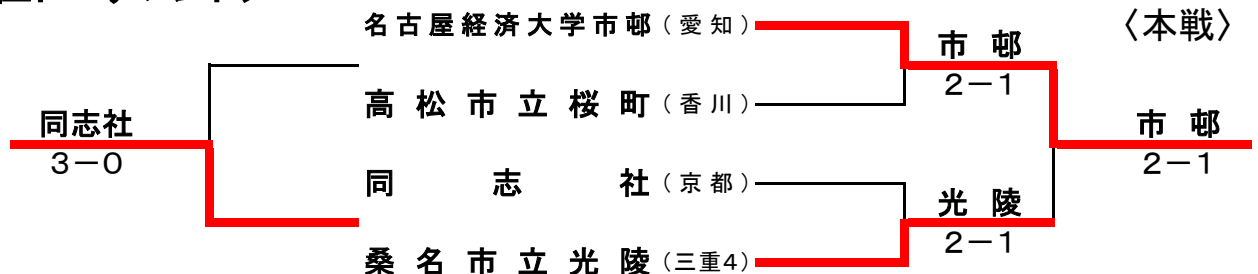 名古屋経済大学市邨（愛知）
〈本戦〉
市邨
2－1
高松市立桜町（香川）
同志社
3－0
市邨
2－1
同志社（京都）
光陵
2－1
桑名市立光陵（三重4）